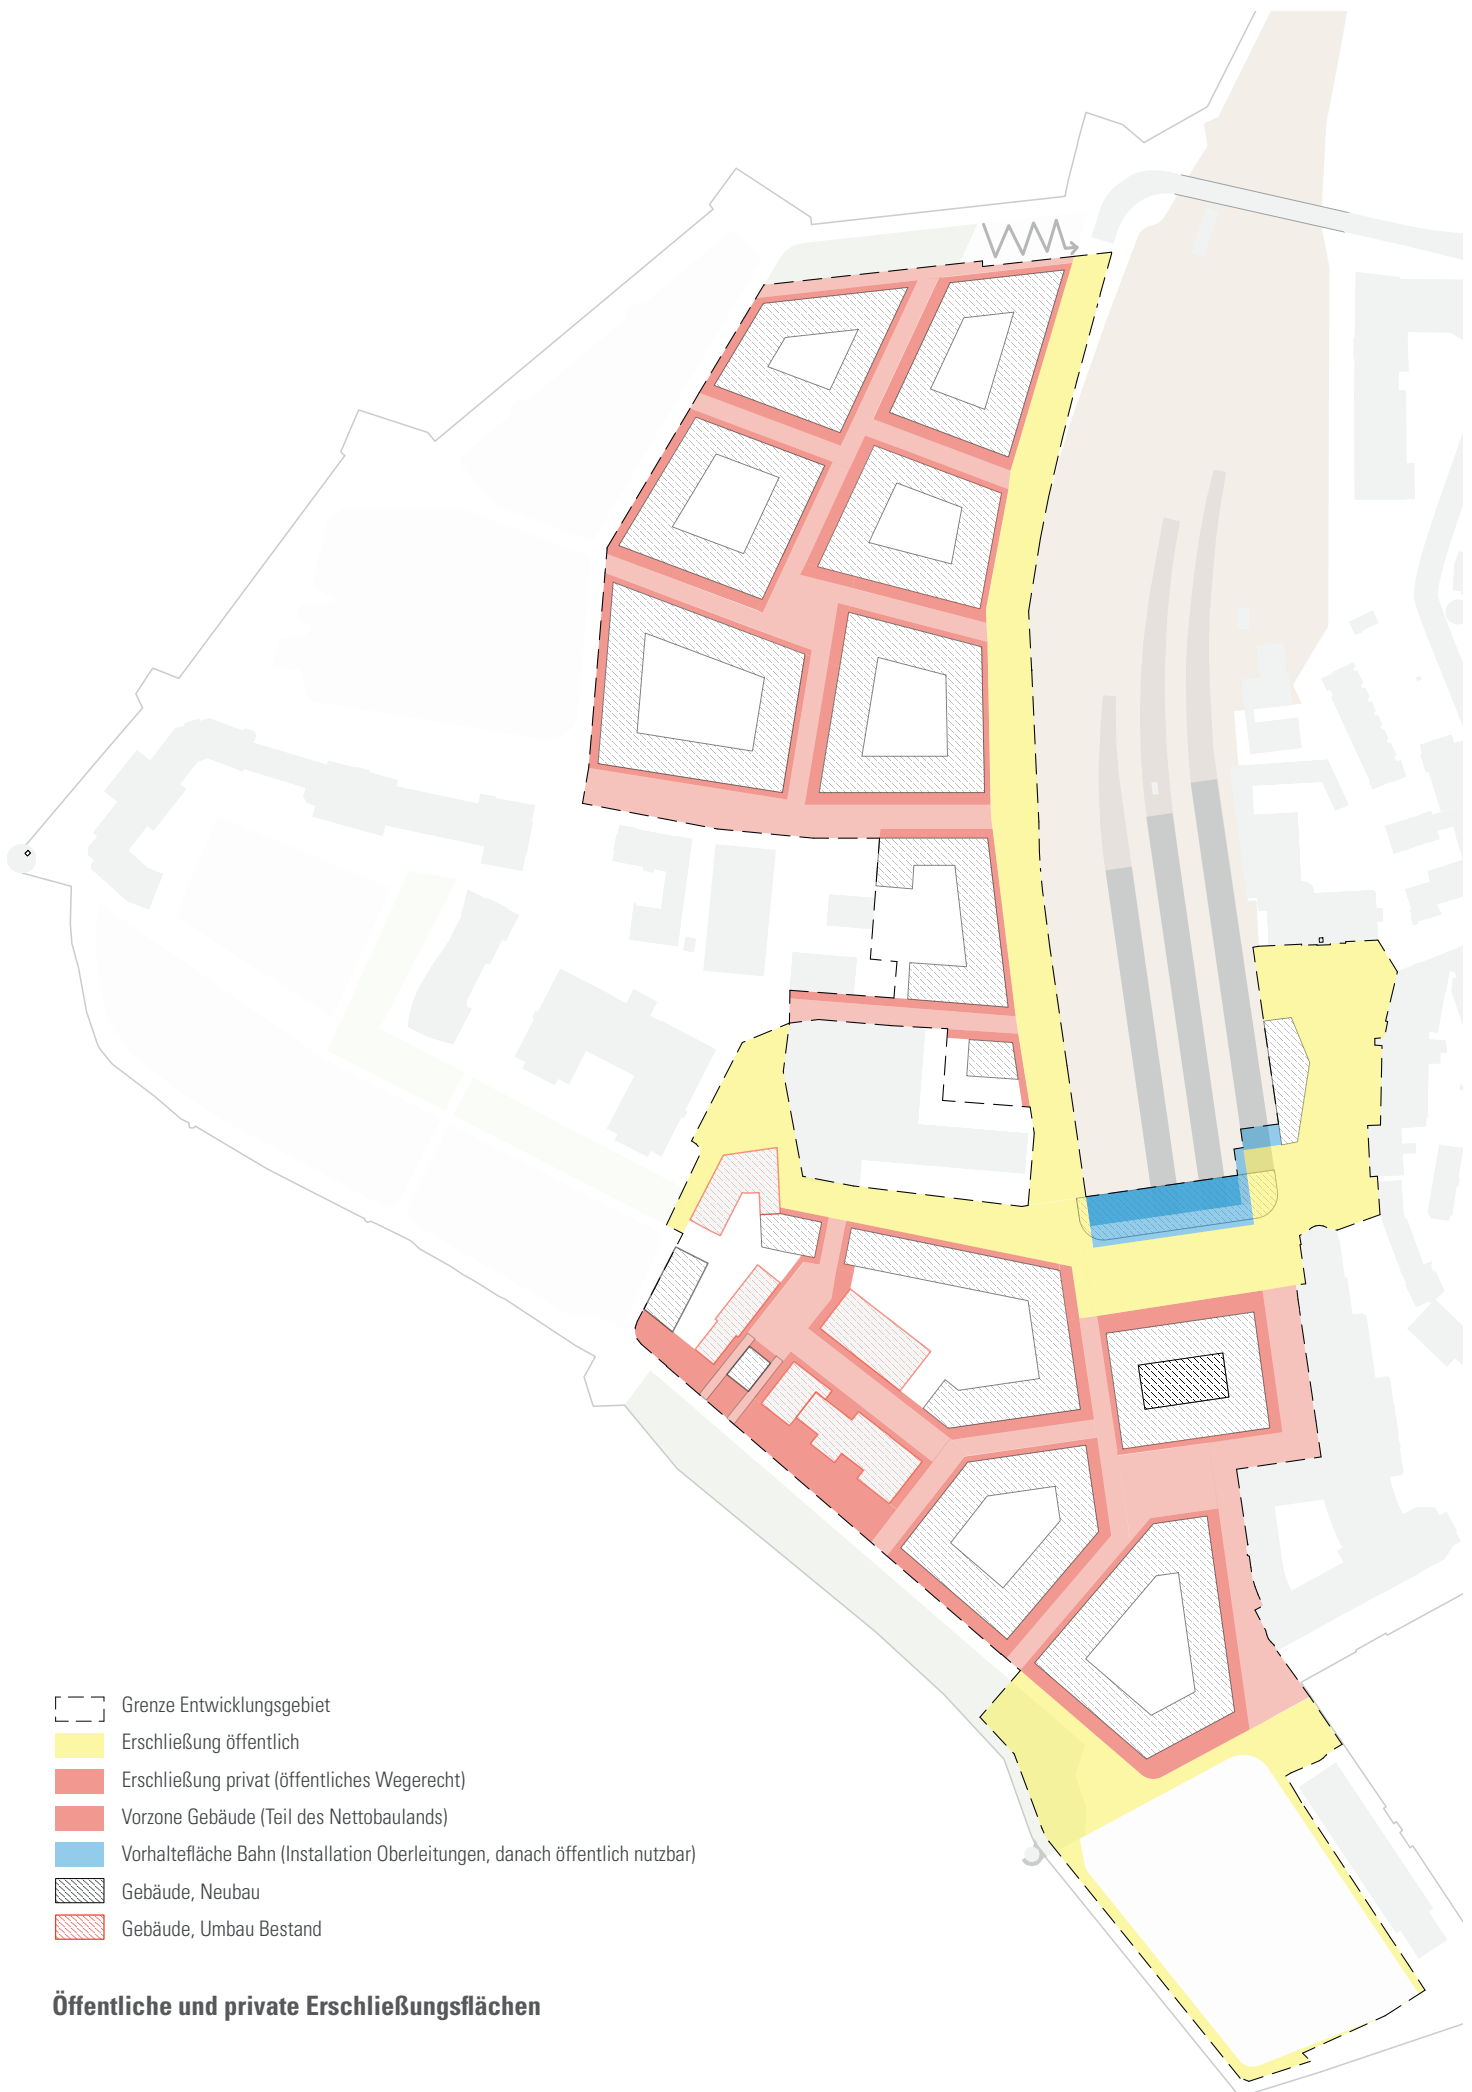 Grenze Entwicklungsgebiet
Erschließung öffentlich
Erschließung privat (öffentliches Wegerecht)
Vorzone Gebäude (Teil des Nettobaulands)
Vorhaltefläche Bahn (Installation Oberleitungen, danach öffentlich nutzbar)
Gebäude, Neubau
Gebäude, Umbau Bestand
Öffentliche und private Erschließungsflächen